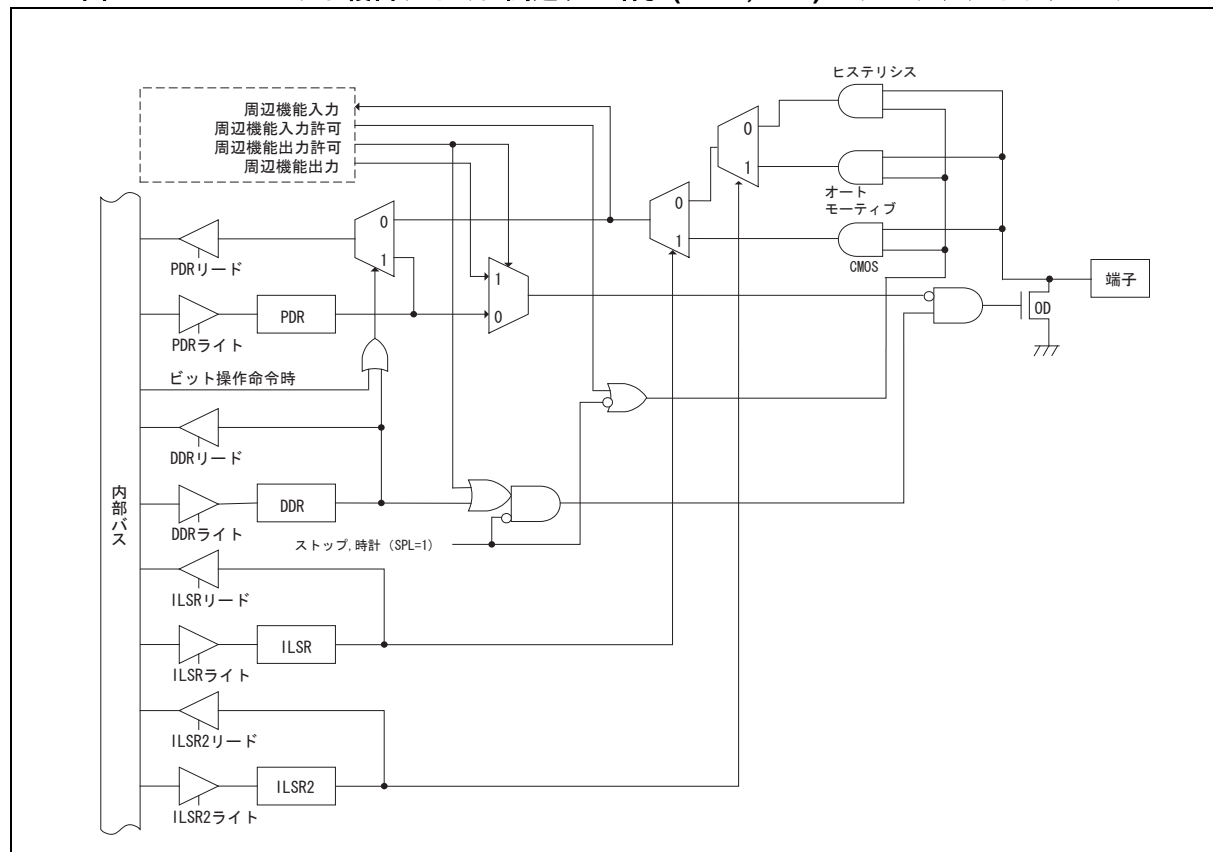 ヒステリシス
周辺機能入力
周辺機能入力許可
周辺機能出力許可
周辺機能出力
0
1
オート
モーティブ
0
1
CMOS
0
1
PDRリード
1
0
端子
OD
PDR
PDRライト
ビット操作命令時
DDRリード
内部バス
DDR
DDRライト
ストップ,時計 (SPL=1)
ILSRリード
ILSR
ILSRライト
ILSR2リード
ILSR2
ILSR2ライト